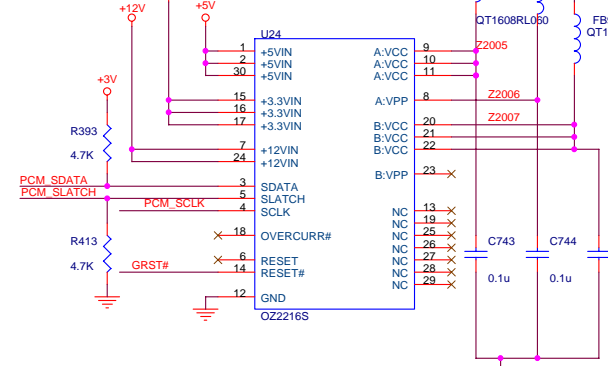 +12V
+5V
QT1608RL060
FB
QT1
U24
1 +5VIN A:VCC 9 Z2005
2 +5VIN A:VCC 10
30 +5VIN A:VCC 11
+3V
15 +3.3VIN A:VPP 8 Z2006
16 +3.3VIN
17 +3.3VIN B:VCC 20 Z2007
B:VCC 21
R393
7 +12VIN B:VCC 22
4.7K
24 +12VIN
B:VPP 23
PCM_SDATA 3 SDATA
PCM_SLATCH 5 SLATCH
PCM_SCLK 4 SCLK NC 13
NC 19
18 OVERCURR# NC 25
R413 NC 26 C743 C744
6 RESET NC 27
4.7K GRST# 14 RESET# NC 28
NC 29 0.1u 0.1u
12 GND
OZ2216S